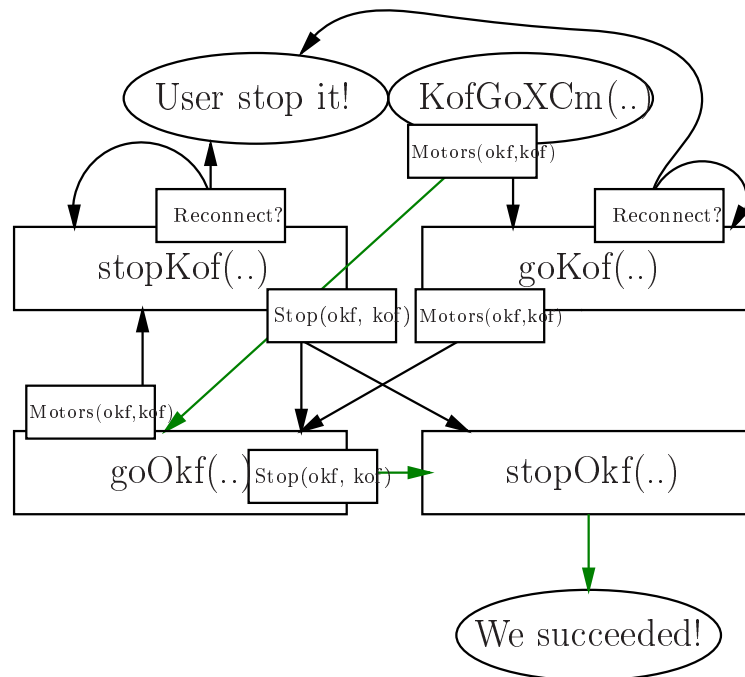 User stop it!
KofGoXCm(..)
Motors(okf,kof)
Reconnect?
Reconnect?
stopKof(..)
goKof(..)
Stop(okf, kof)
Motors(okf,kof)
Motors(okf,kof)
goOkf(..)
Stop(okf, kof)
stopOkf(..)
We succeeded!